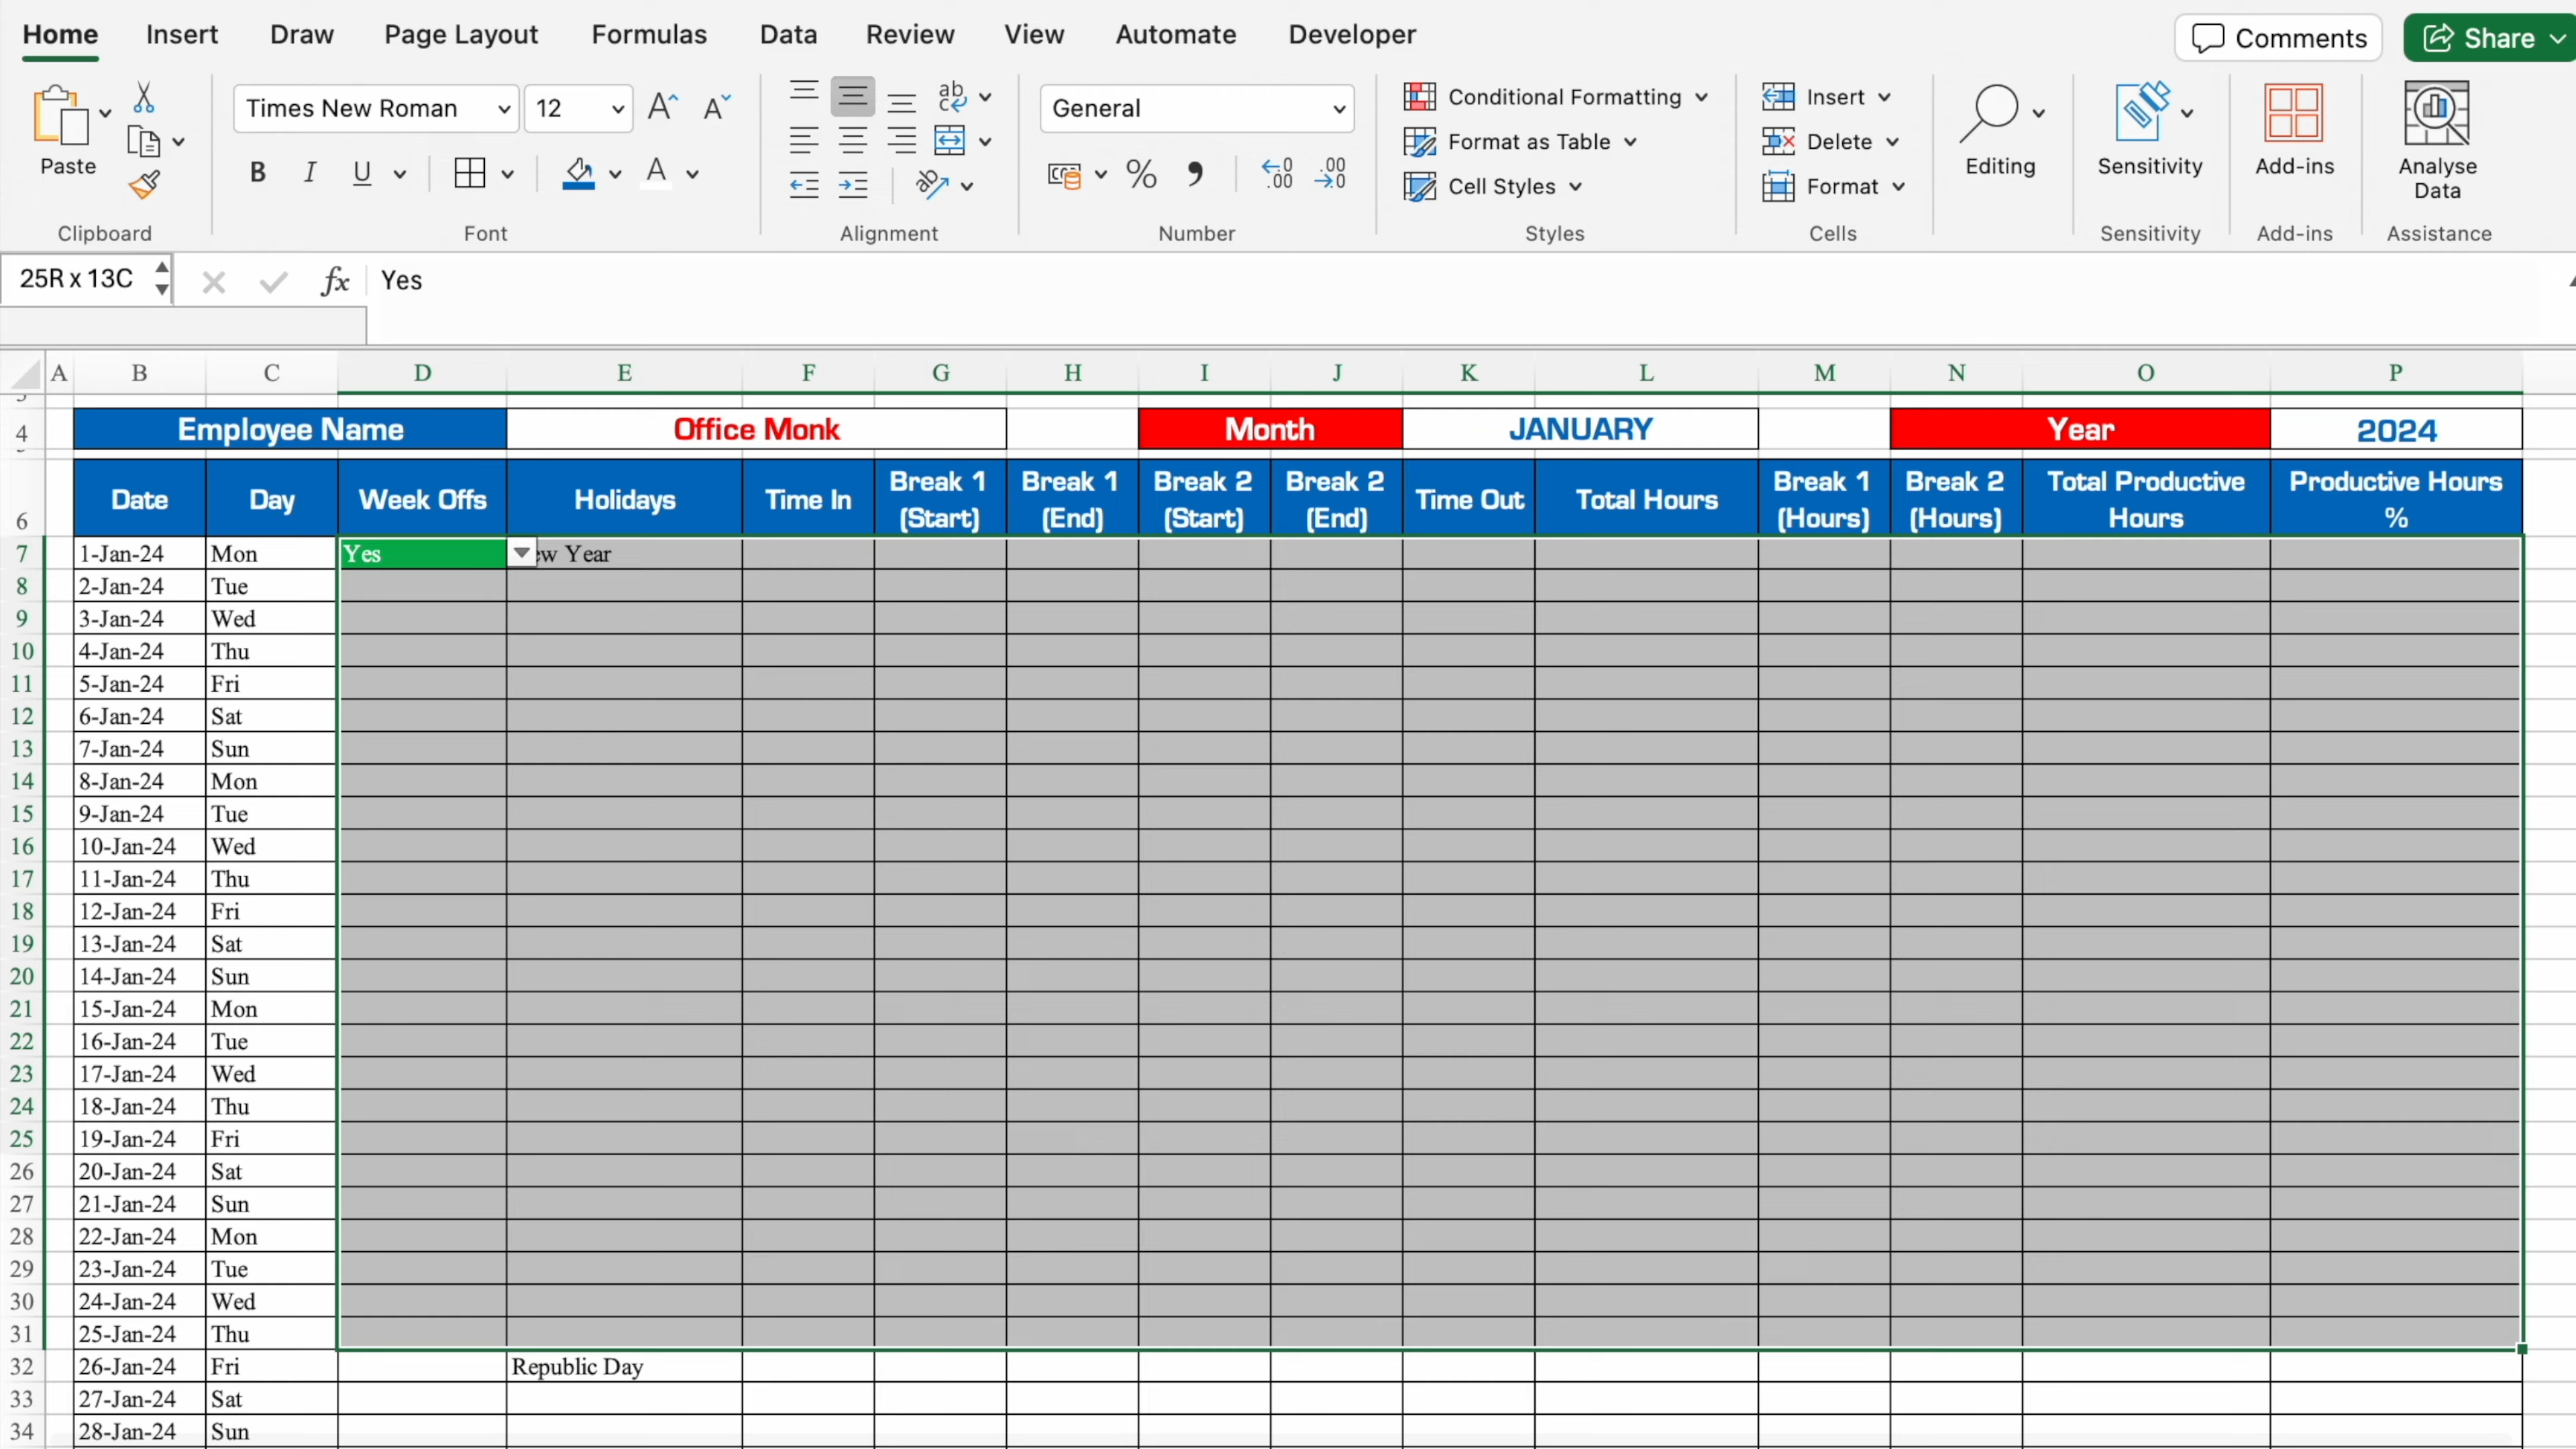 Home Insert Draw Page Layout Formulas Data Review View Automate Developer Comments Share
Paste
Times New Roman 12
B I U A
General
Conditional Formatting
Format as Table
Cell Styles
Insert
Delete
Format
Editing
Sensitivity
Add-ins
Analyse
Data
Clipboard Font Alignment Number Styles Cells Sensitivity Add-ins Assistance
25R x 13C fx Yes
A B C D E F G H I J K L M N O P
4 Employee Name Office Monk Month JANUARY Year 2024
6 Date Day Week Offs Holidays Time In Break 1 (Start) Break 1 (End) Break 2 (Start) Break 2 (End) Time Out Total Hours Break 1 (Hours) Break 2 (Hours) Total Productive Hours Productive Hours %
7 1-Jan-24 Mon Yes Year
8 2-Jan-24 Tue
9 3-Jan-24 Wed
10 4-Jan-24 Thu
11 5-Jan-24 Fri
12 6-Jan-24 Sat
13 7-Jan-24 Sun
14 8-Jan-24 Mon
15 9-Jan-24 Tue
16 10-Jan-24 Wed
17 11-Jan-24 Thu
18 12-Jan-24 Fri
19 13-Jan-24 Sat
20 14-Jan-24 Sun
21 15-Jan-24 Mon
22 16-Jan-24 Tue
23 17-Jan-24 Wed
24 18-Jan-24 Thu
25 19-Jan-24 Fri
26 20-Jan-24 Sat
27 21-Jan-24 Sun
28 22-Jan-24 Mon
29 23-Jan-24 Tue
30 24-Jan-24 Wed
31 25-Jan-24 Thu
32 26-Jan-24 Fri Republic Day
33 27-Jan-24 Sat
34 28-Jan-24 Sun